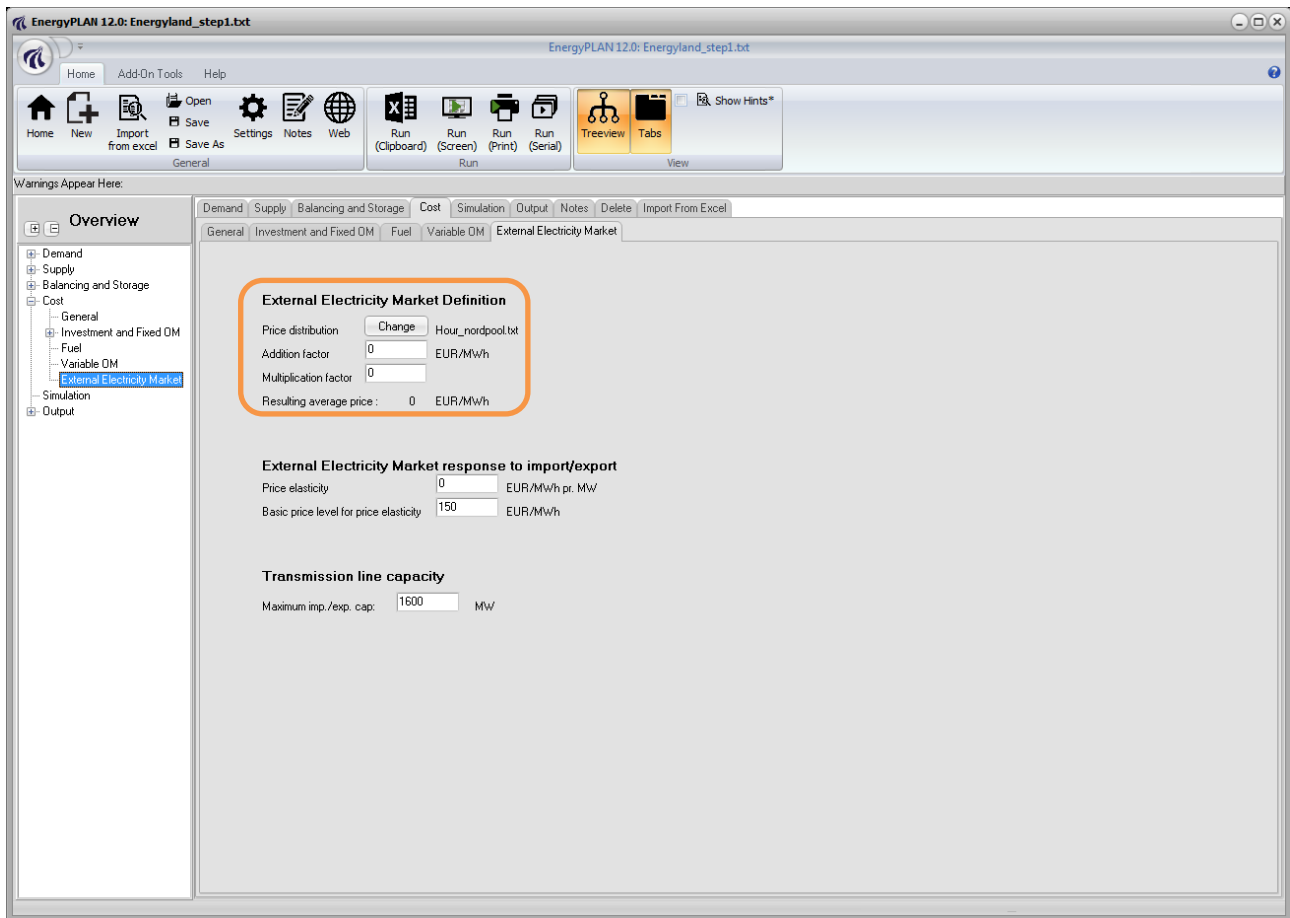 EnergyPLAN 12.0: Energyland_step1.txt
EnergyPLAN 12.0: Energyland_step1.txt
Home Add-On Tools Help
Open
Save
Save As
Home New Import from excel Settings Notes Web
General
Run (Clipboard) Run (Screen) Run (Print) Run (Serial)
Run
Treeview Tabs Show Hints*
View
Warnings Appear Here:
Overview
Demand
Supply
Balancing and Storage
Cost
General
Investment and Fixed OM
Fuel
Variable OM
External Electricity Market
Simulation
Output
Demand Supply Balancing and Storage Cost Simulation Output Notes Delete Import From Excel
General Investment and Fixed OM Fuel Variable OM External Electricity Market
External Electricity Market Definition
Price distribution Change Hour_nordpool.txt
Addition factor 0 EUR/MWh
Multiplication factor 0
Resulting average price : 0 EUR/MWh
External Electricity Market response to import/export
Price elasticity 0 EUR/MWh pr. MW
Basic price level for price elasticity 150 EUR/MWh
Transmission line capacity
Maximum imp./exp. cap: 1600 MW